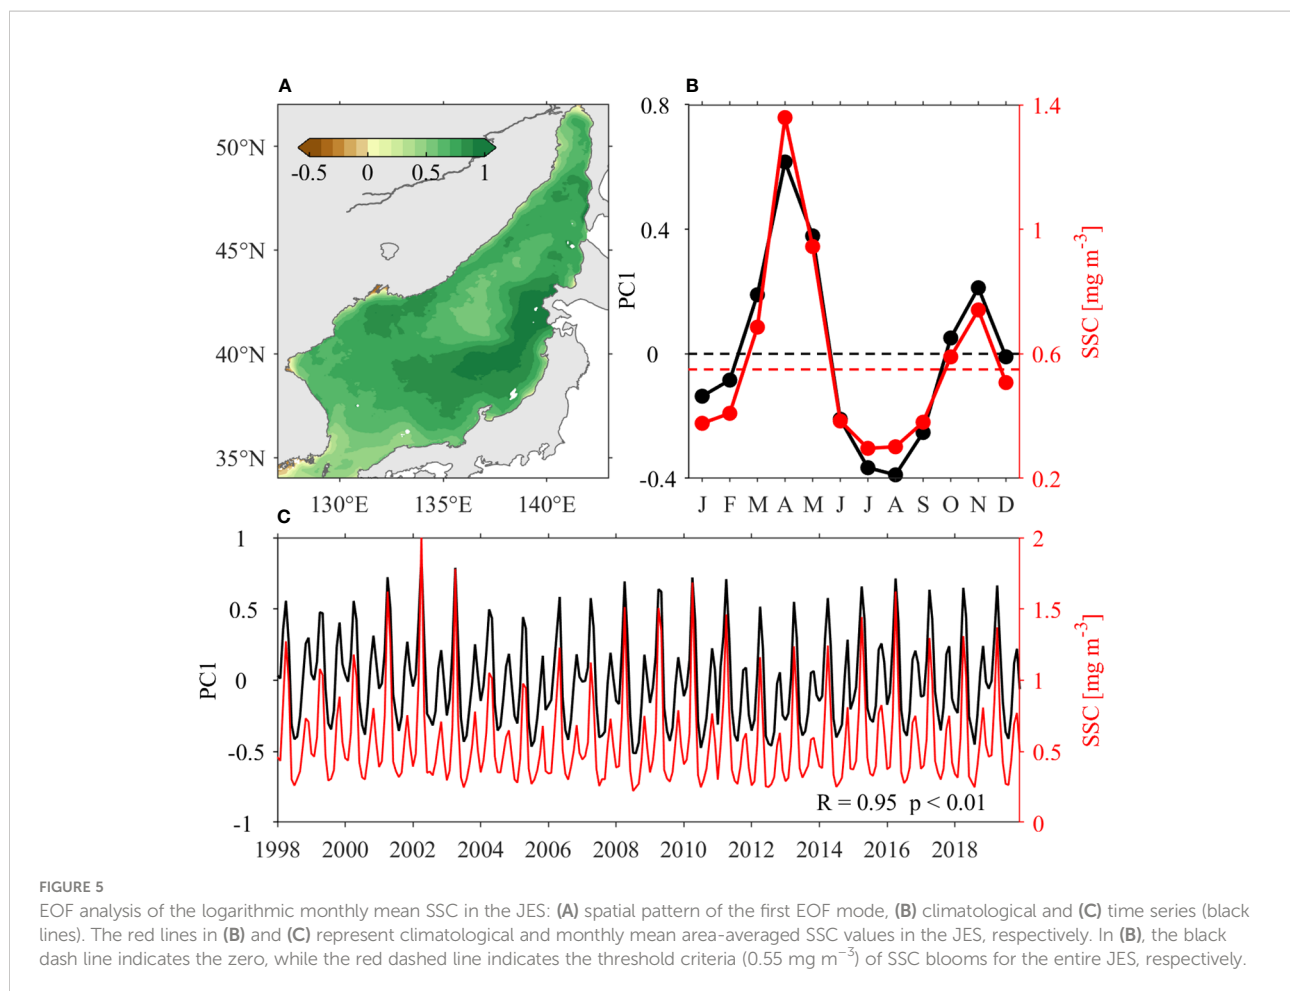 A
B
50°N
45°N
40°N
35°N
-0.5 0 0.5 1
130°E 135°E 140°E
0.8
0.4
0
-0.4
PC1
1.4
1
0.6
0.2
SSC [mg m-3]
J F M A M J J A S O N D
C
1
0.5
0
-0.5
-1
PC1
2
1.5
1
0.5
0
SSC [mg m-3]
R = 0.95 p < 0.01
1998 2000 2002 2004 2006 2008 2010 2012 2014 2016 2018
FIGURE 5
EOF analysis of the logarithmic monthly mean SSC in the JES: (A) spatial pattern of the first EOF mode, (B) climatological and (C) time series (black
lines). The red lines in (B) and (C) represent climatological and monthly mean area-averaged SSC values in the JES, respectively. In (B), the black
dash line indicates the zero, while the red dashed line indicates the threshold criteria (0.55 mg m−3) of SSC blooms for the entire JES, respectively.